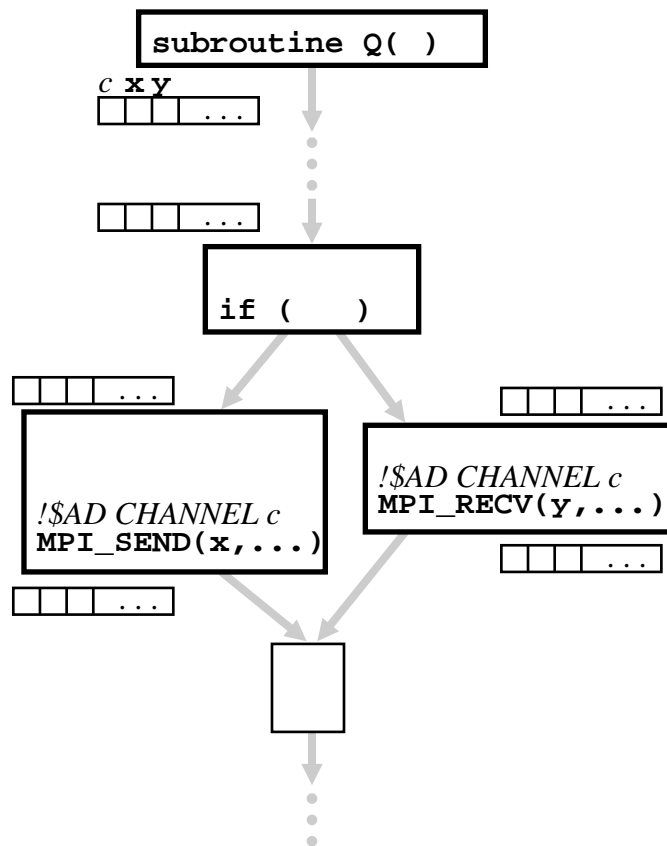 subroutine Q( )
c x y
...
...
if ( )
...
...
!$AD CHANNEL c
MPI_RECV(y,...)
!$AD CHANNEL c
MPI_SEND(x,...)
...
...